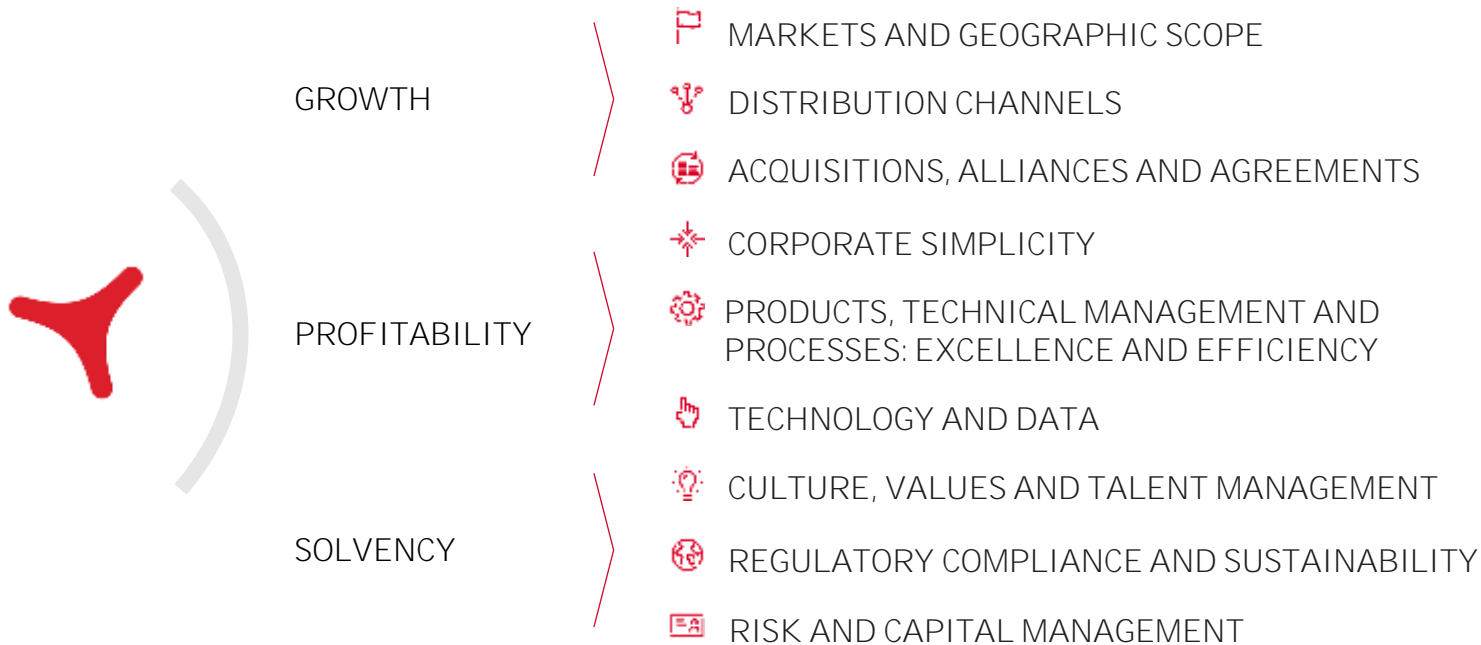 GROWTH
MARKETS AND GEOGRAPHIC SCOPE
DISTRIBUTION CHANNELS
ACQUISITIONS, ALLIANCES AND AGREEMENTS
PROFITABILITY
CORPORATE SIMPLICITY
PRODUCTS, TECHNICAL MANAGEMENT AND
PROCESSES: EXCELLENCE AND EFFICIENCY
TECHNOLOGY AND DATA
SOLVENCY
CULTURE, VALUES AND TALENT MANAGEMENT
REGULATORY COMPLIANCE AND SUSTAINABILITY
RISK AND CAPITAL MANAGEMENT